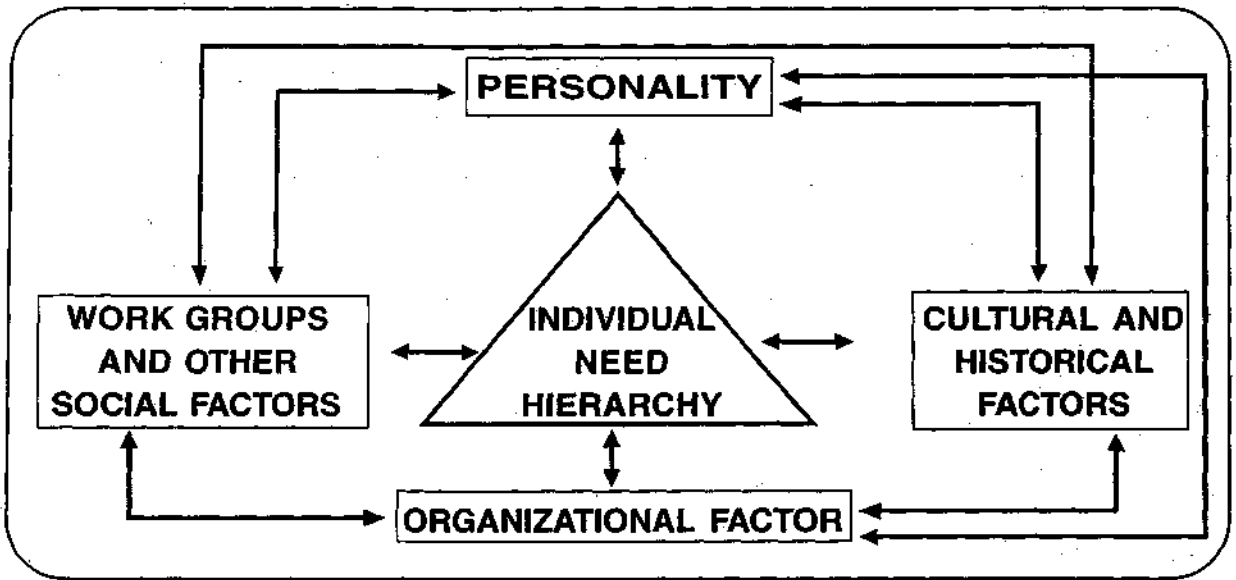 PERSONALITY
WORK GROUPS
AND OTHER
SOCIAL FACTORS
INDIVIDUAL
NEED
HIERARCHY
CULTURAL AND
HISTORICAL
FACTORS
ORGANIZATIONAL FACTOR